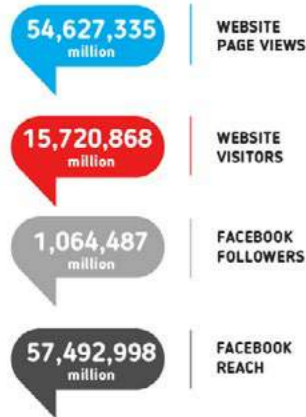 54,627,335
million
WEBSITE
PAGE VIEWS
15,720,868
million
WEBSITE
VISITORS
1,064,487
million
FACEBOOK
FOLLOWERS
57,492,998
million
FACEBOOK
REACH